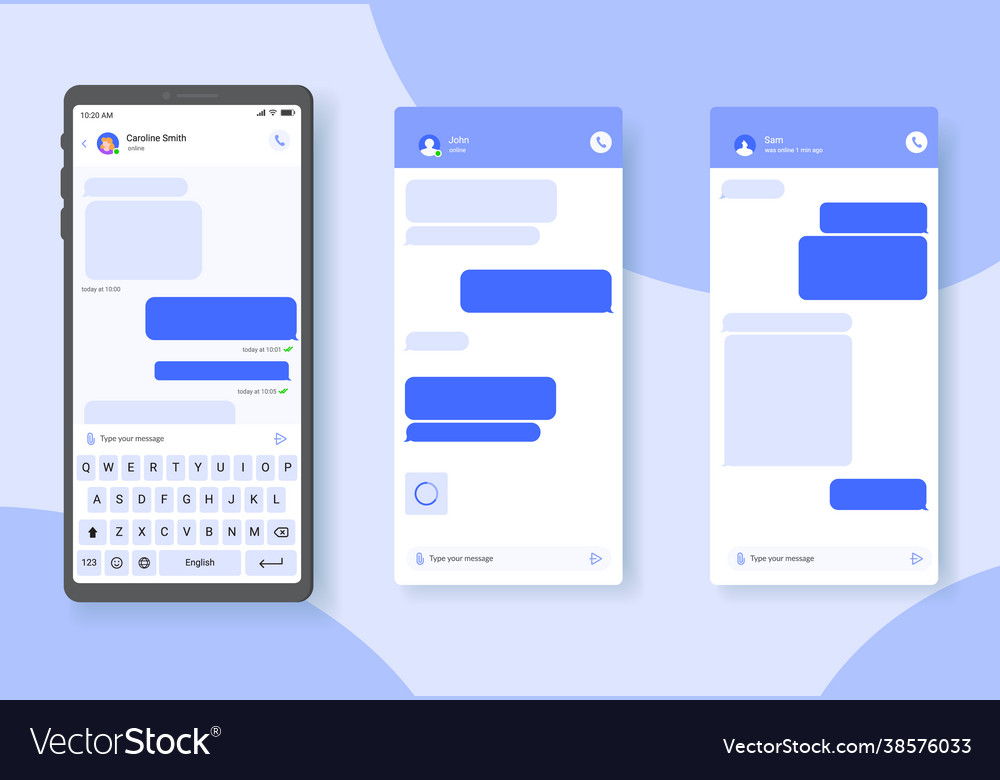 10:20 AM
Caroline Smith
online
today at 10:00
today at 10:01
today at 10:05
Type your message
Q W E R T Y U I O P
A S D F G H J K L
Z X C V B N M
123 English
John
online
Type your message
Sam
was online 1 min ago
Type your message
VectorStock®
VectorStock.com/38576033